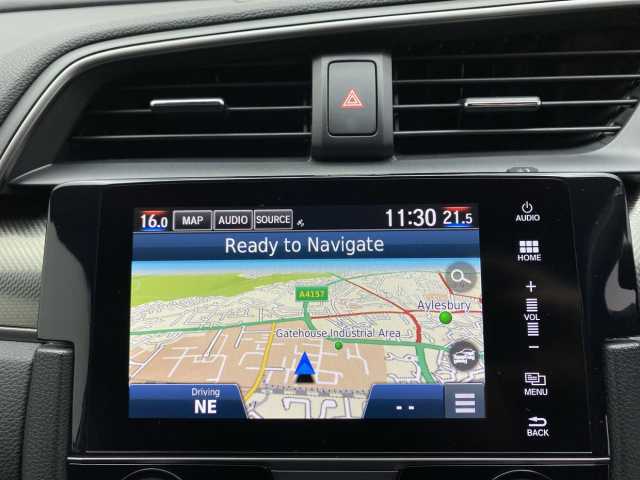 16.0 MAP AUDIO SOURCE 11:30 21.5
Ready to Navigate
A4157
Aylesbury
Gatehouse Industrial Area
Driving
NE
--
AUDIO
HOME
+
VOL
-
MENU
BACK